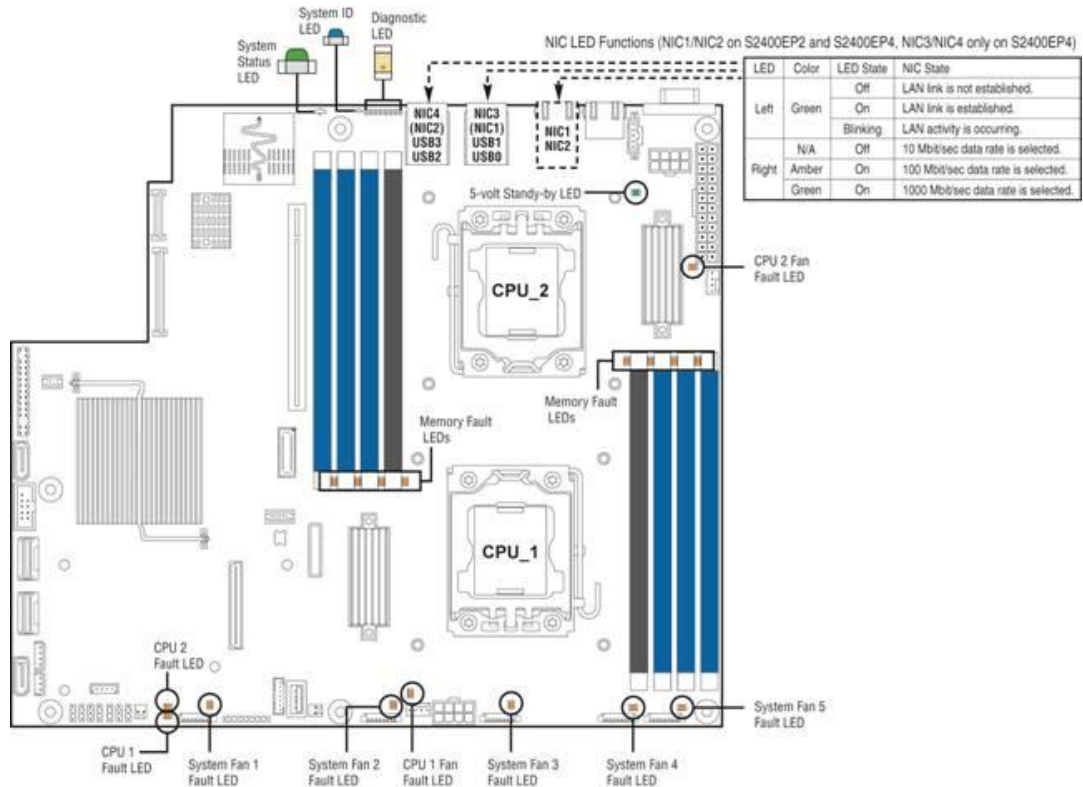 System ID
LED
Diagnostic
LED
System
Status
LED
NIC LED Functions (NIC1/NIC2 on S2400EP2 and S2400EP4, NIC3/NIC4 only on S2400EP4)
LED Color LED State NIC State
Left Green Off LAN link is not established.
On LAN link is established.
Blinking LAN activity is occurring.
Right N/A Off 10 Mbit/sec data rate is selected.
Amber On 100 Mbit/sec data rate is selected.
Green On 1000 Mbit/sec data rate is selected.
NIC4
(NIC2)
USB3
USB2
NIC3
(NIC1)
USB1
USB0
NIC1
NIC2
5-volt Standy-by LED
CPU 2 Fan
Fault LED
CPU_2
Memory Fault
LEDs
Memory Fault
LEDs
CPU_1
CPU 2
Fault LED
System Fan 5
Fault LED
CPU 1
Fault LED
System Fan 1
Fault LED
System Fan 2
Fault LED
CPU 1 Fan
Fault LED
System Fan 3
Fault LED
System Fan 4
Fault LED